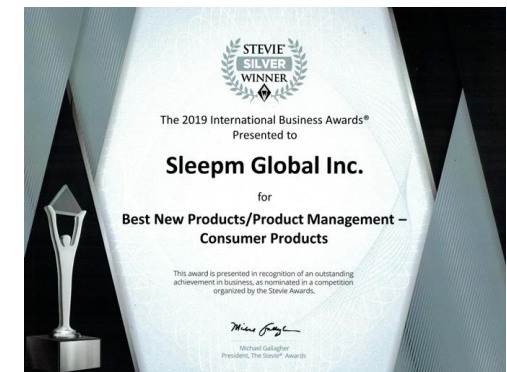 STEVIE®
SILVER
WINNER
The 2019 International Business Awards®
Presented to
Sleepm Global Inc.
for
Best New Products/Product Management –
Consumer Products
This award is presented in recognition of an outstanding
achievement in business, as nominated in a competition
organized by the Stevie Awards.
Michael Gallagher
President, The Stevie® Awards